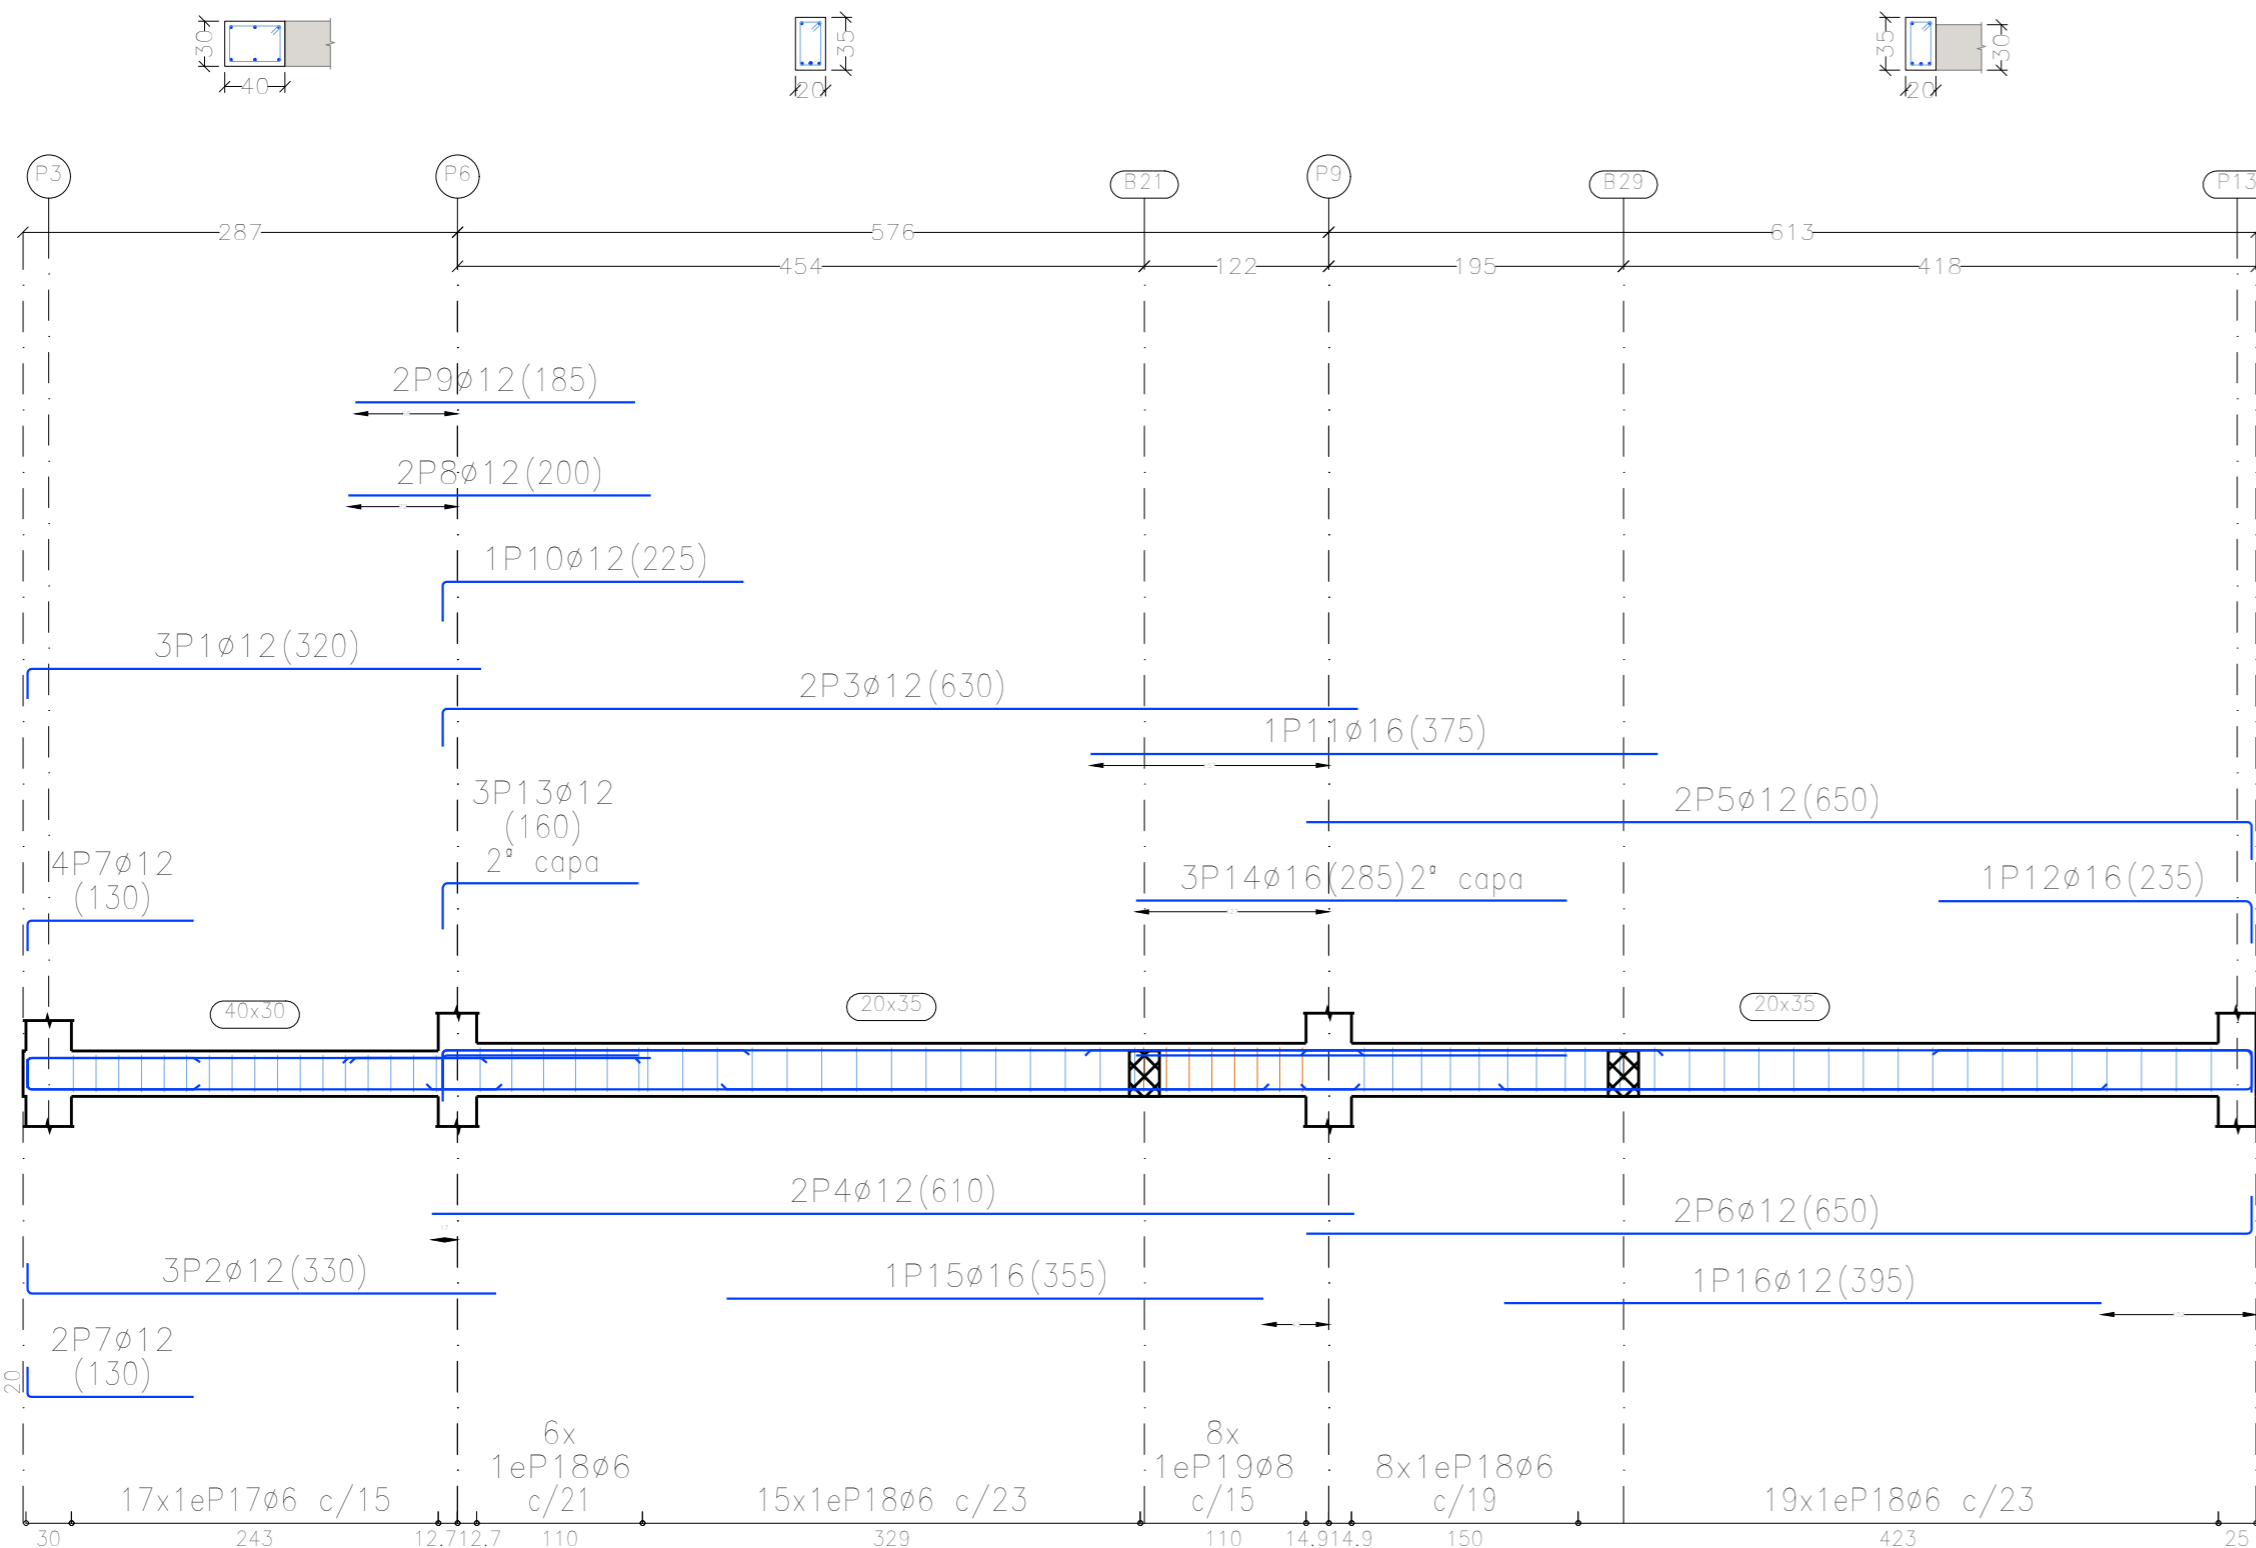 30
40
35
20
35
30
20
P3
P6
B21
P9
B29
P13
287
576
613
454
122
195
418
2P9ø12(185)
2P8ø12(200)
1P10ø12(225)
3P1ø12(320)
2P3ø12(630)
1P11ø16(375)
3P13ø12
(160)
2ª capa
2P5ø12(650)
4P7ø12
(130)
3P14ø16(285)2ª capa
1P12ø16(235)
40x30
20x35
20x35
2P4ø12(610)
2P6ø12(650)
17
3P2ø12(330)
1P15ø16(355)
1P16ø12(395)
2P7ø12
(130)
20
17x1eP17ø6 c/15
6x
1eP18ø6
c/21
15x1eP18ø6 c/23
8x
1eP19ø8
c/15
8x1eP18ø6
c/19
19x1eP18ø6 c/23
30
243
12.7
12.7
110
329
110
14.9
14.9
150
423
25